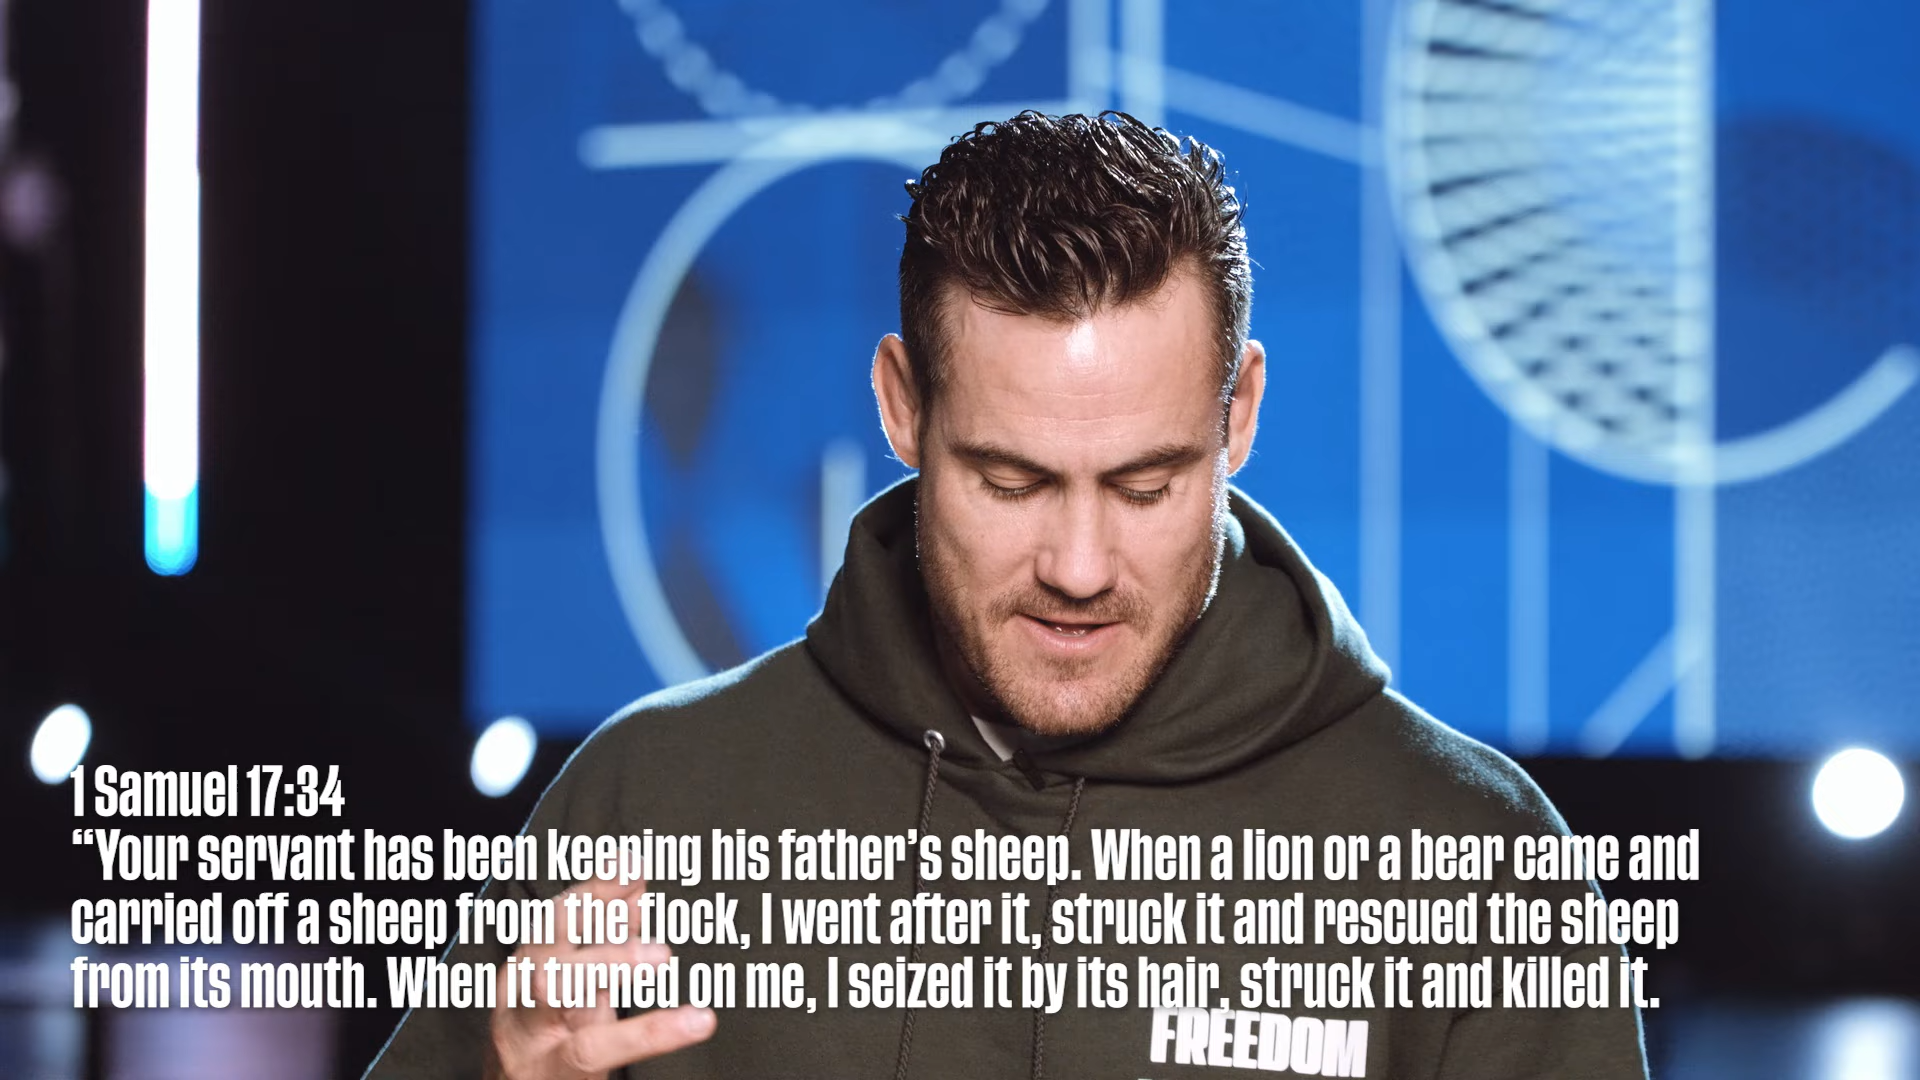 1 Samuel 17:34
“Your servant has been keeping his father’s sheep. When a lion or a bear came and
carried off a sheep from the flock, I went after it, struck it and rescued the sheep
from its mouth. When it turned on me, I seized it by its hair, struck it and killed it.
FREEDOM